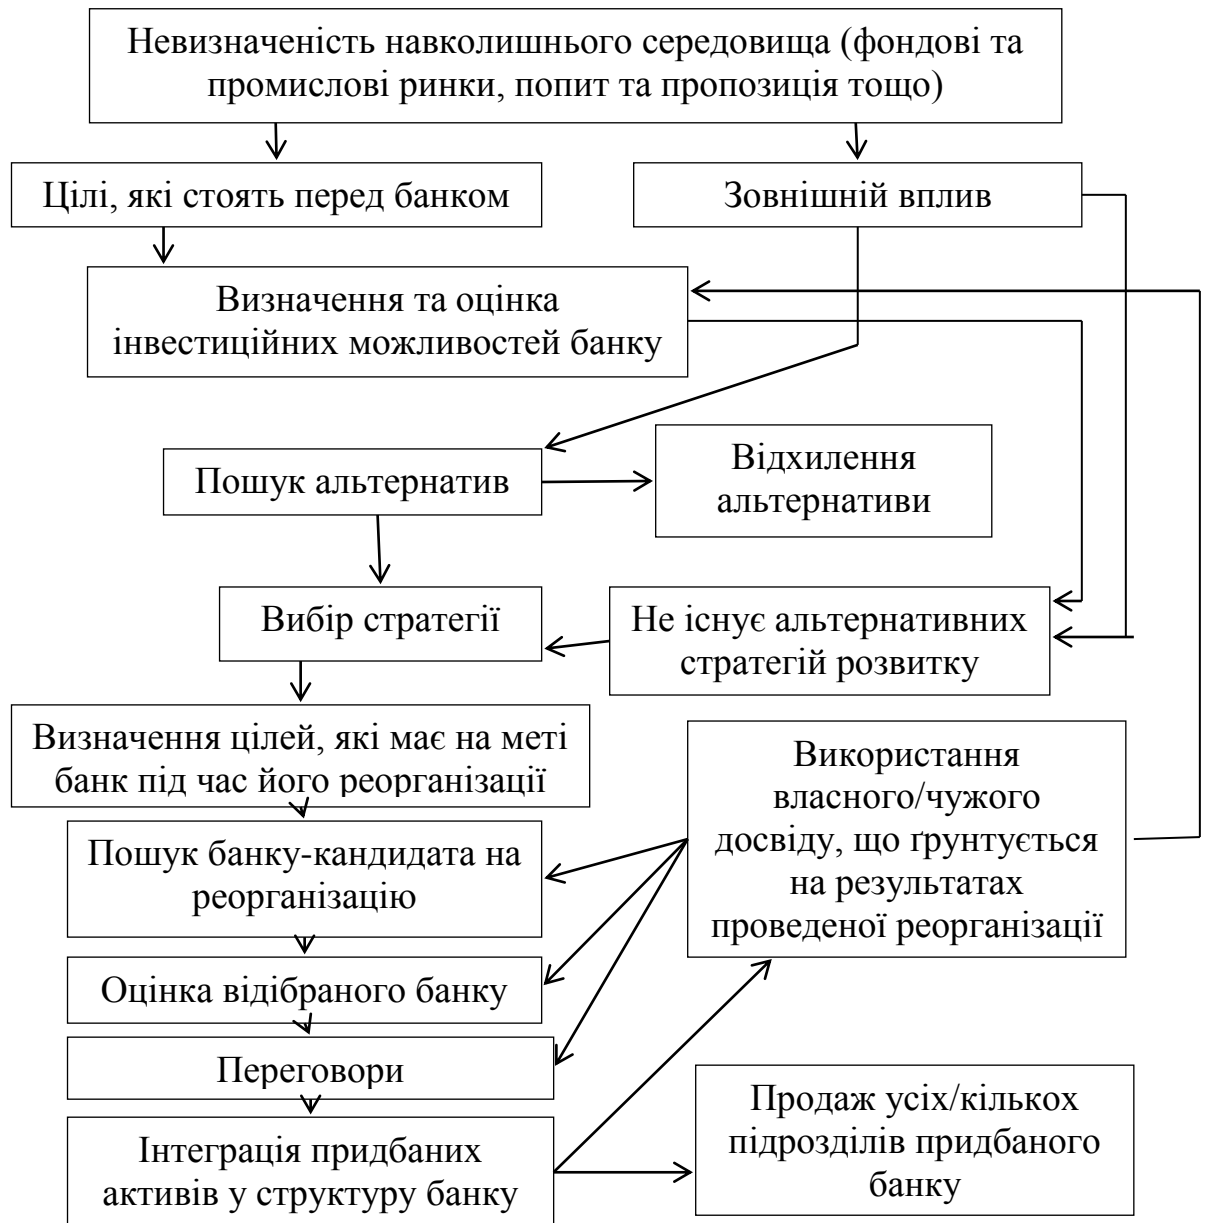 Невизначеність навколишнього середовища (фондові та
промислові ринки, попит та пропозиція тощо)
Цілі, які стоять перед банком
Зовнішній вплив
Визначення та оцінка
інвестиційних можливостей банку
Пошук альтернатив
Відхилення
альтернативи
Вибір стратегії
Не існує альтернативних
стратегій розвитку
Визначення цілей, які має на меті
банк під час його реорганізації
Використання
власного/чужого
досвіду, що ґрунтується
на результатах
проведеної реорганізації
Пошук банку-кандидата на
реорганізацію
Оцінка відібраного банку
Переговори
Інтеграція придбаних
активів у структуру банку
Продаж усіх/кількох
підрозділів придбаного
банку